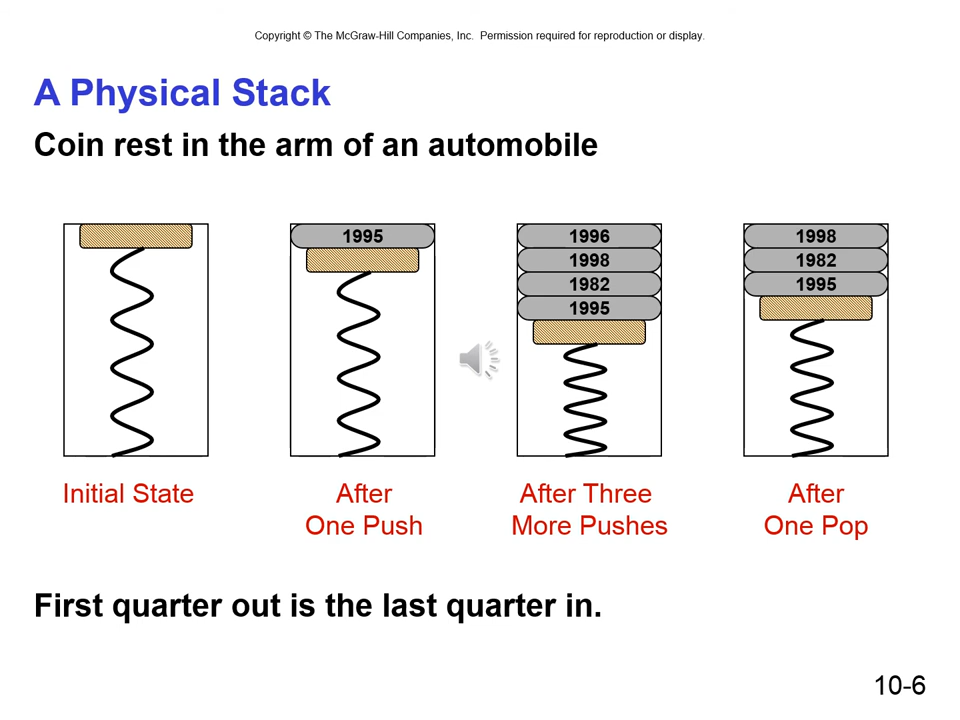 Copyright © The McGraw-Hill Companies, Inc. Permission required for reproduction or display.
A Physical Stack
Coin rest in the arm of an automobile
1995
1996
1998
1982
1995
1998
1982
1995
Initial State
After
One Push
After Three
More Pushes
After
One Pop
First quarter out is the last quarter in.
10-6